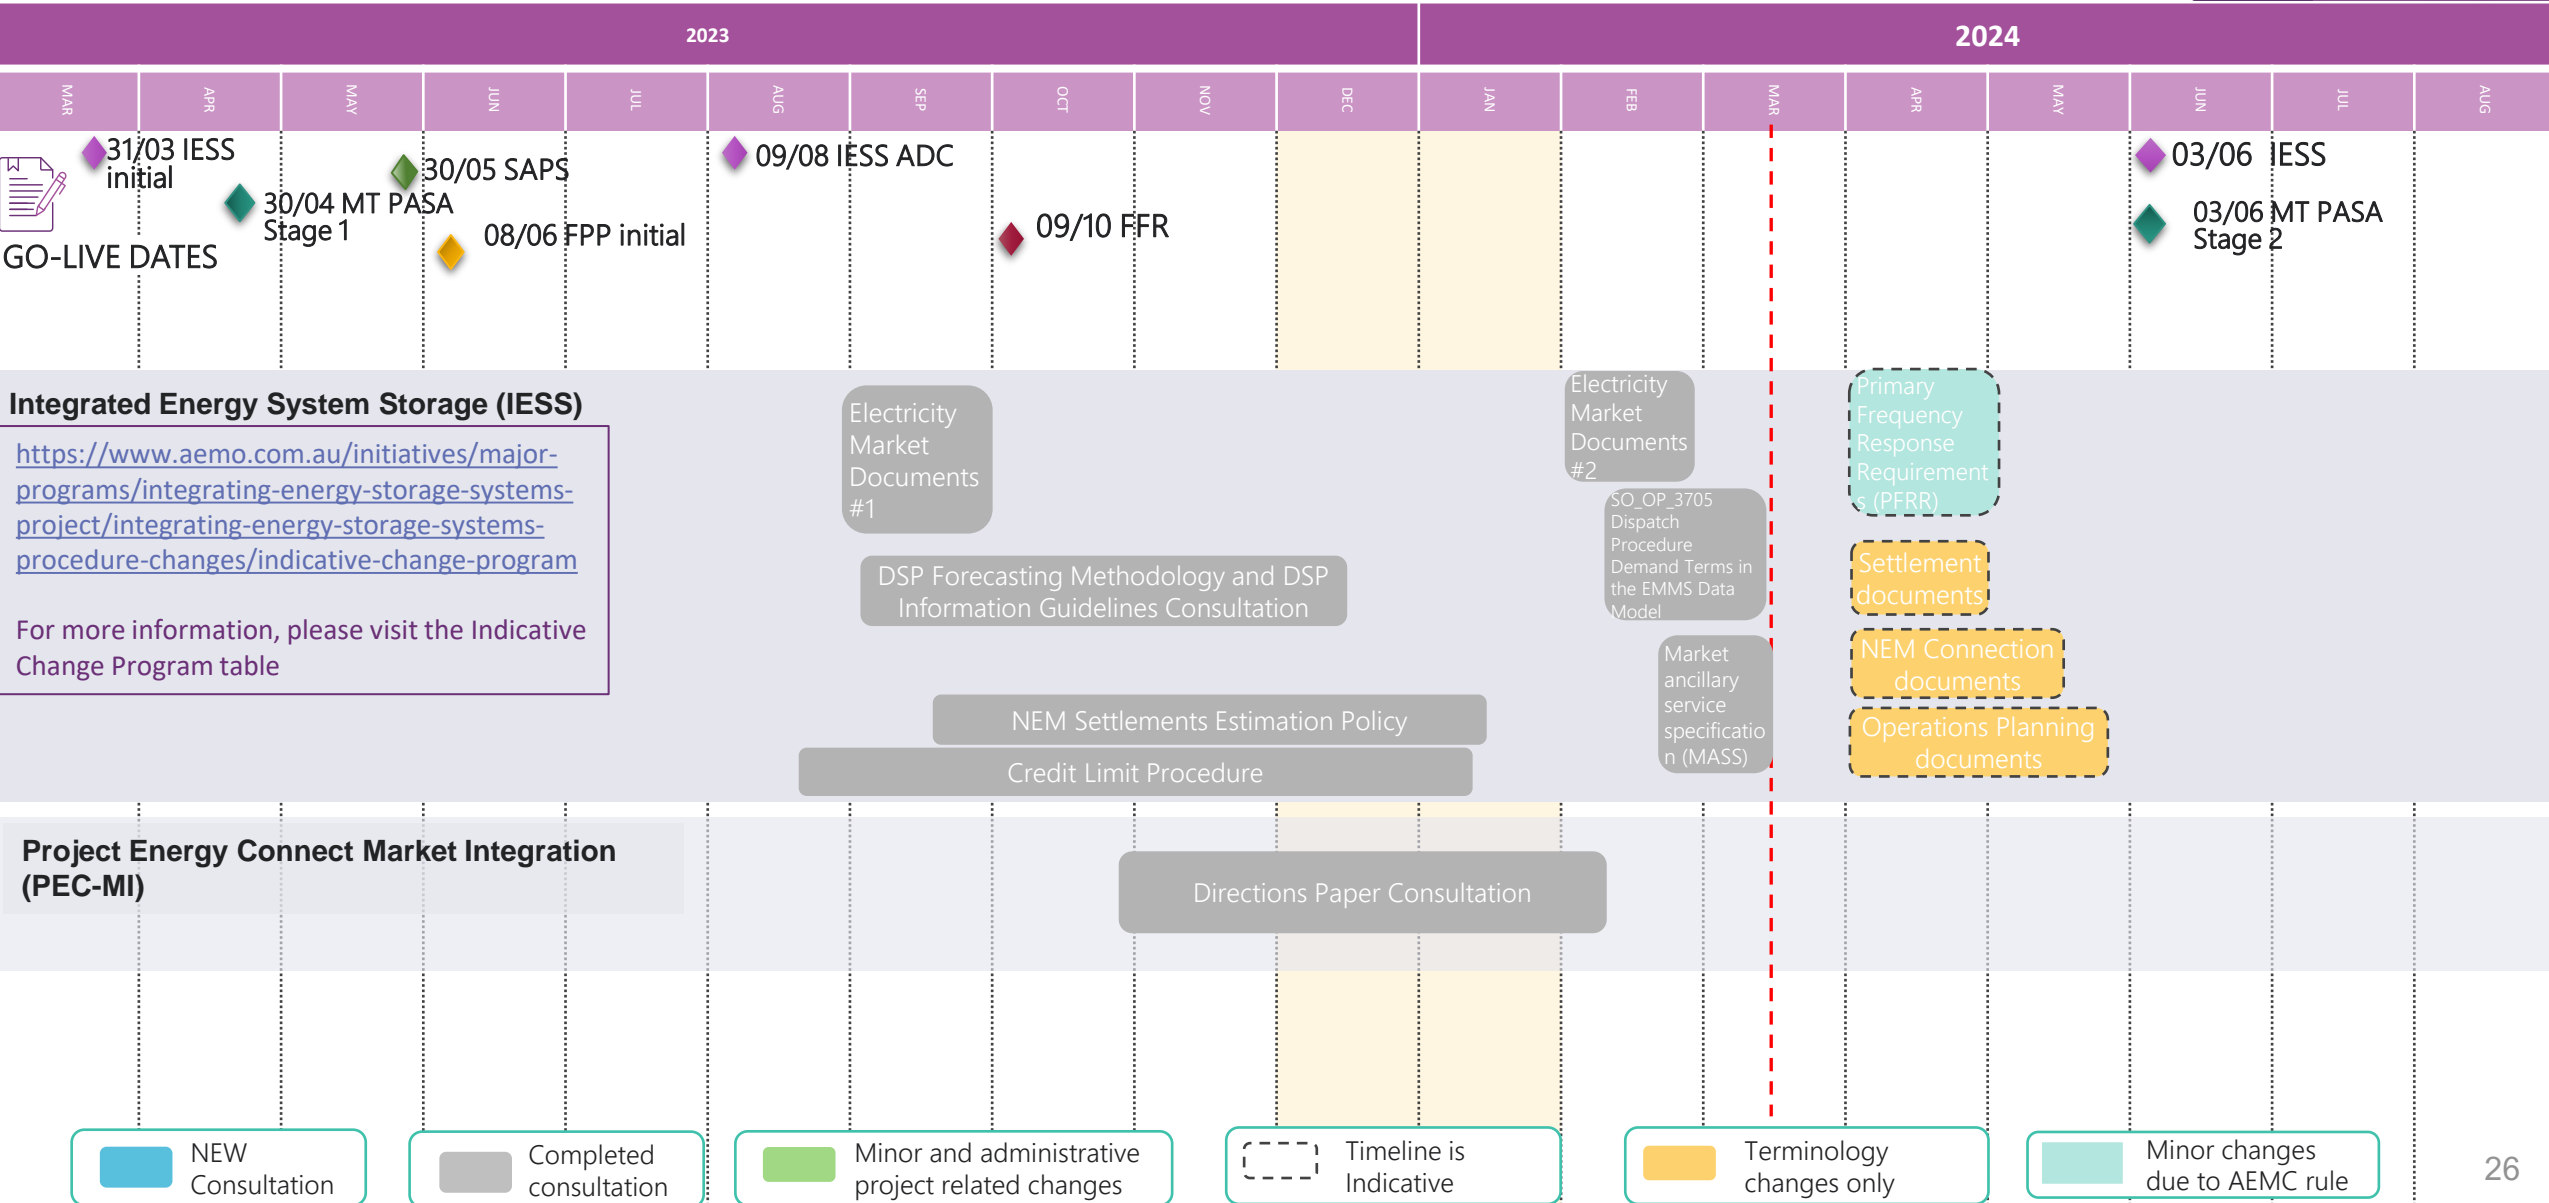 2023
2024
MAR
APR
MAY
JUN
JUL
AUG
SEP
OCT
NOV
DEC
JAN
FEB
MAR
APR
MAY
JUN
JUL
AUG
31/03 IESS
initial
30/04 MT PASA
Stage 1
30/05 SAPS
08/06 FPP initial
09/08 IESS ADC
09/10 FFR
03/06 IESS
03/06 MT PASA
Stage 2
GO-LIVE DATES
Integrated Energy System Storage (IESS)
https://www.aemo.com.au/initiatives/major-
programs/integrating-energy-storage-systems-
project/integrating-energy-storage-systems-
procedure-changes/indicative-change-program
For more information, please visit the Indicative
Change Program table
Electricity
Market
Documents
#1
DSP Forecasting Methodology and DSP
Information Guidelines Consultation
NEM Settlements Estimation Policy
Credit Limit Procedure
Electricity
Market
Documents
#2
SO_OP_3705
Dispatch
Procedure
Demand Terms in
the EMMS Data
Model
Market
ancillary
service
specificatio
n (MASS)
Primary
Frequency
Response
Requirement
s (PFRR)
Settlement
documents
NEM Connection
documents
Operations Planning
documents
Project Energy Connect Market Integration
(PEC-MI)
Directions Paper Consultation
NEW
Consultation
Completed
consultation
Minor and administrative
project related changes
Timeline is
Indicative
Terminology
changes only
Minor changes
due to AEMC rule
26